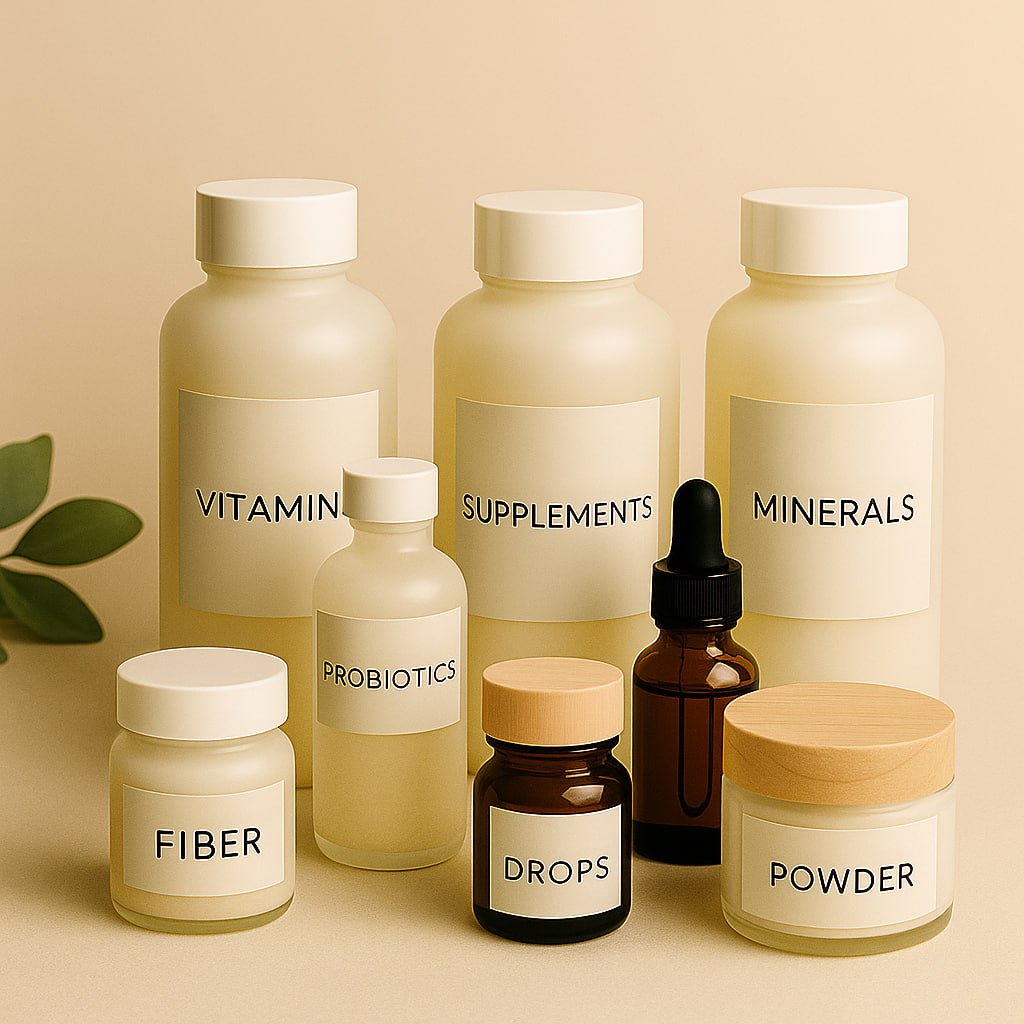 VITAMIN
SUPPLEMENTS
MINERALS
PROBIOTICS
FIBER
DROPS
POWDER